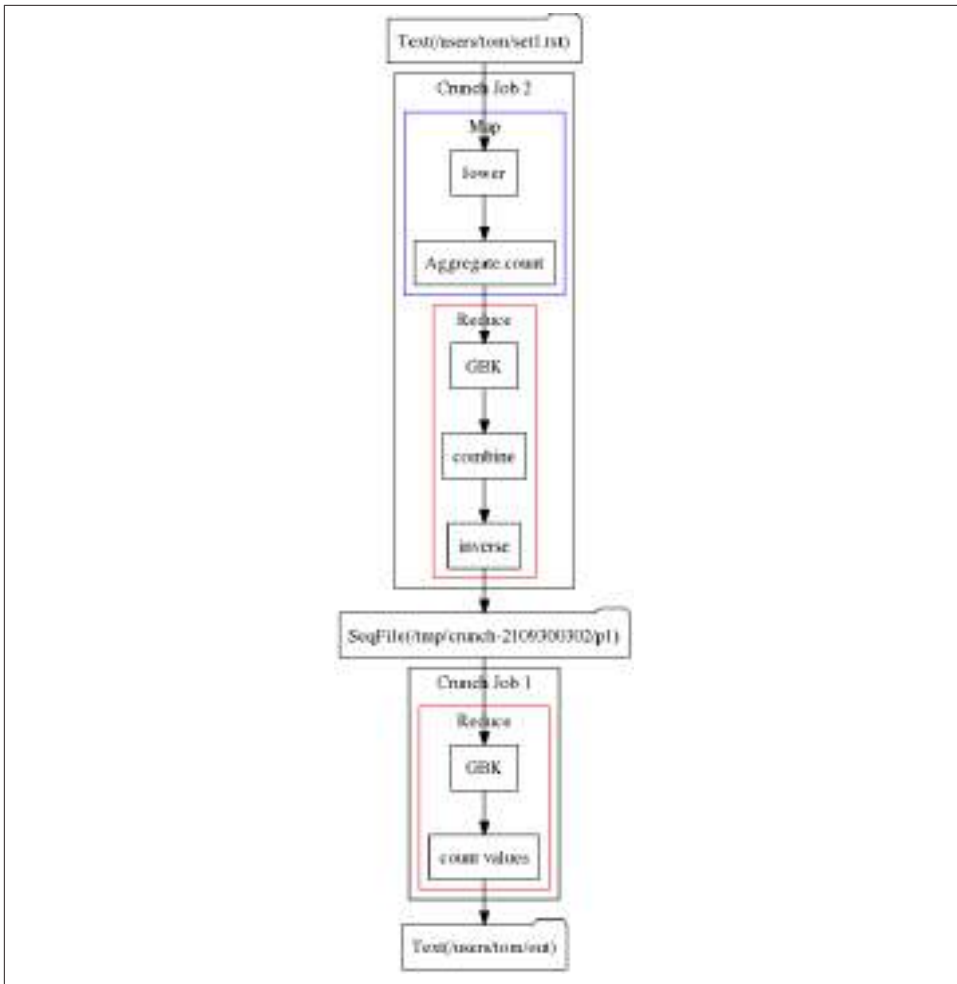 Text(/users/tom/set1.txt)
Crunch Job 2
Map
lower
Aggregate.count
Reduce
GBK
combine
inverse
SeqFile(/tmp/crunch-2109300302/p1)
Crunch Job 1
Reduce
GBK
count values
Text(/users/tom/out)